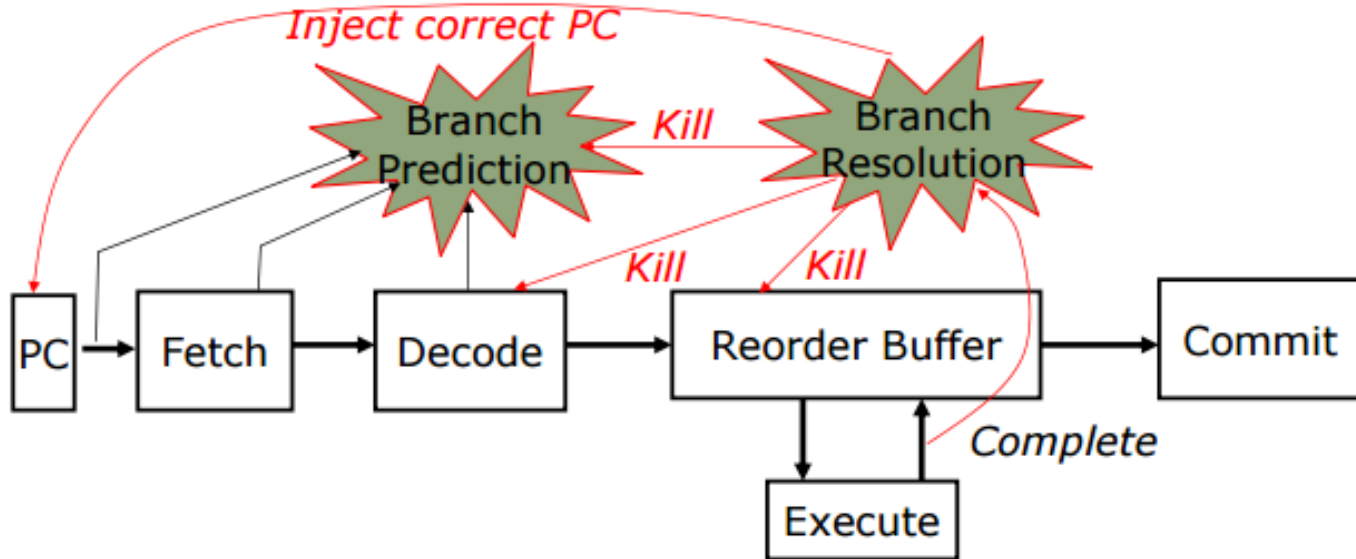 Inject correct PC
Branch
Prediction
Kill
Branch
Resolution
Kill
Kill
PC
Fetch
Decode
Reorder Buffer
Commit
Complete
Execute